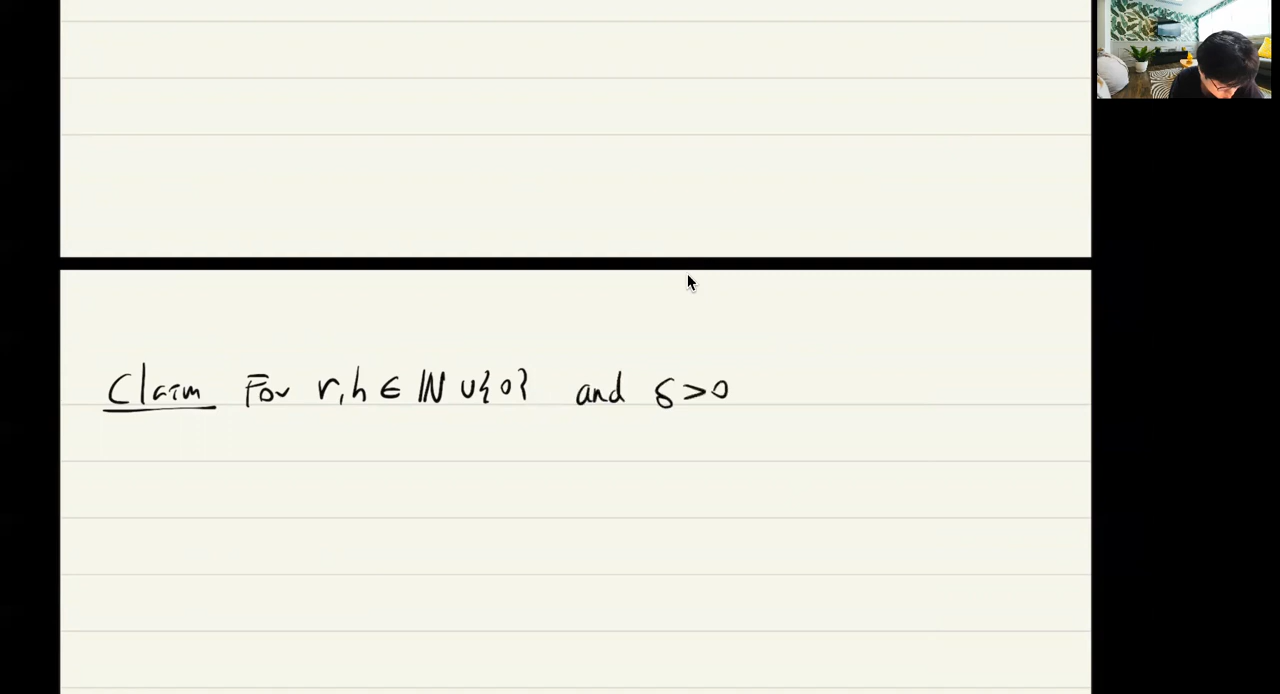 Claim For r, h ∈ ℕ ∪ {0} and δ > 0